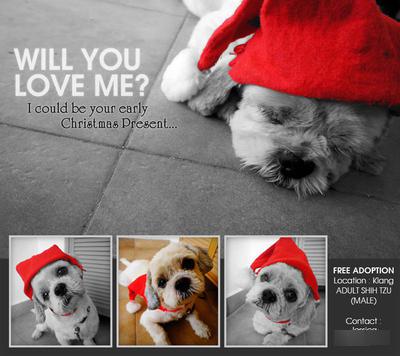 WILL YOU
LOVE ME?
I could be your early
Christmas Present...
FREE ADOPTION
Location : Klang
ADULT SHIH TZU
(MALE)
Contact :